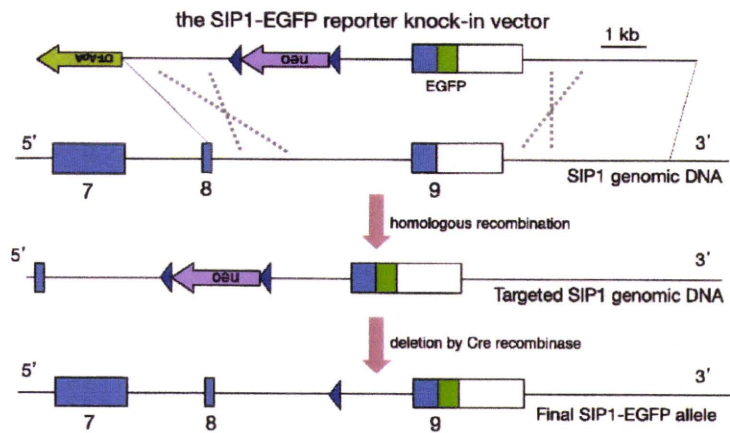 the SIP1-EGFP reporter knock-in vector
1 kb
DT-ApA
neo
EGFP
5'
3'
7
8
9
SIP1 genomic DNA
homologous recombination
5'
3'
neo
Targeted SIP1 genomic DNA
deletion by Cre recombinase
5'
3'
7
8
9
Final SIP1-EGFP allele